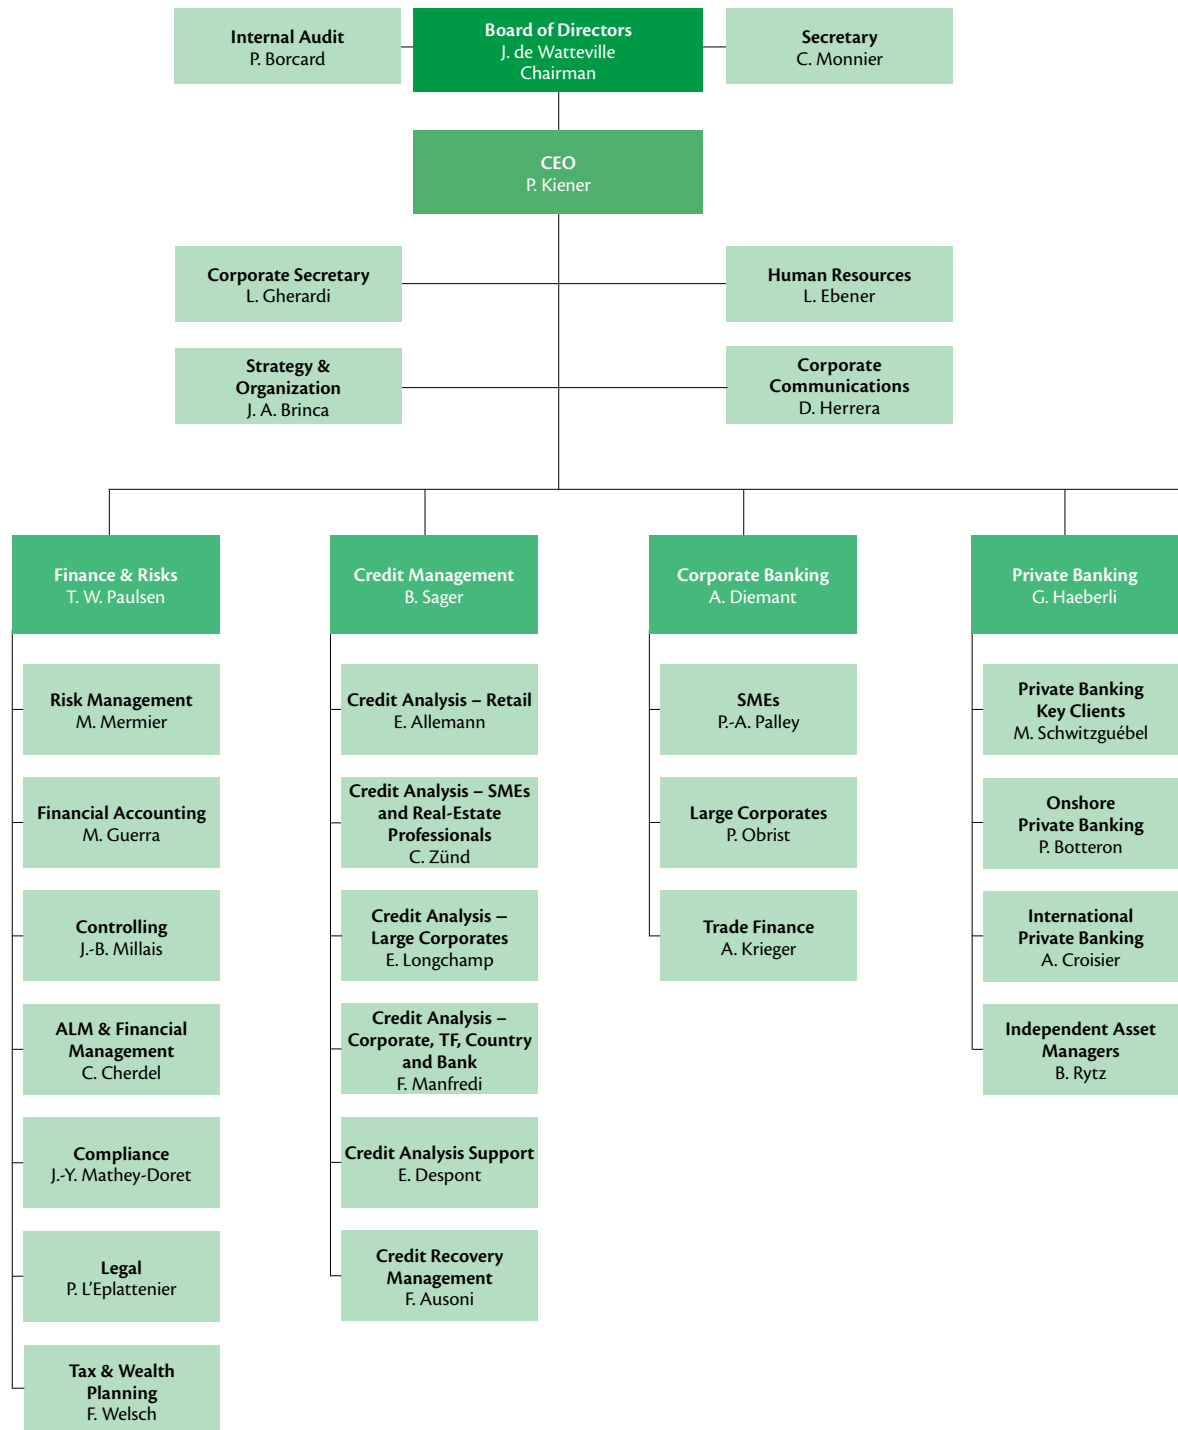 Internal Audit
P. Borcard
Board of Directors
J. de Watteville
Chairman
Secretary
C. Monnier
CEO
P. Kiener
Corporate Secretary
L. Gherardi
Human Resources
L. Ebener
Strategy &
Organization
J. A. Brinca
Corporate
Communications
D. Herrera
Finance & Risks
T. W. Paulsen
Risk Management
M. Mermier
Financial Accounting
M. Guerra
Controlling
J.-B. Millais
ALM & Financial
Management
C. Cherdel
Compliance
J.-Y. Mathey-Doret
Legal
P. L’Eplattenier
Tax & Wealth
Planning
F. Welsch
Credit Management
B. Sager
Credit Analysis – Retail
E. Allemann
Credit Analysis – SMEs
and Real-Estate
Professionals
C. Zünd
Credit Analysis –
Large Corporates
E. Longchamp
Credit Analysis –
Corporate, TF, Country
and Bank
F. Manfredi
Credit Analysis Support
E. Despont
Credit Recovery
Management
F. Ausoni
Corporate Banking
A. Diemant
SMEs
P.-A. Palley
Large Corporates
P. Obrist
Trade Finance
A. Krieger
Private Banking
G. Haeberli
Private Banking
Key Clients
M. Schwitzguébel
Onshore
Private Banking
P. Botteron
International
Private Banking
A. Croisier
Independent Asset
Managers
B. Rytz